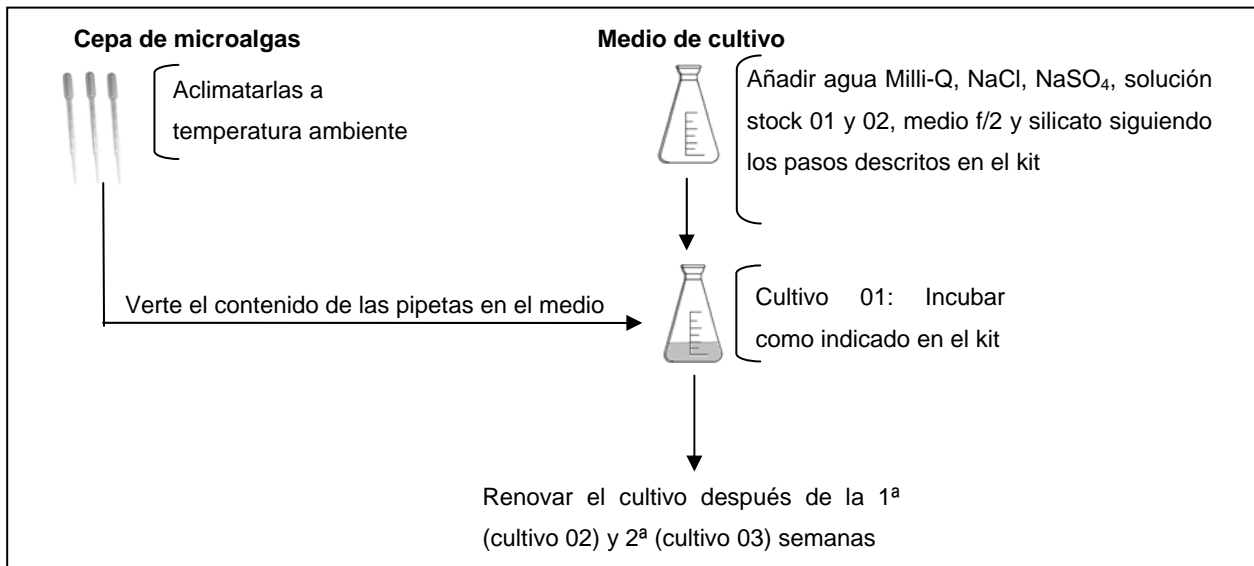 Cepa de microalgas
Aclimatarlas a
temperatura ambiente
Medio de cultivo
Añadir agua Milli-Q, NaCl, NaSO₄, solución
stock 01 y 02, medio f/2 y silicato siguiendo
los pasos descritos en el kit
Verte el contenido de las pipetas en el medio
Cultivo 01: Incubar
como indicado en el kit
Renovar el cultivo después de la 1ª
(cultivo 02) y 2ª (cultivo 03) semanas